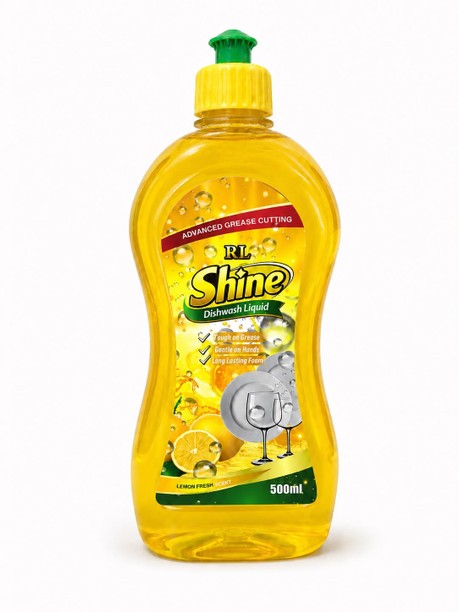 ADVANCED GREASE CUTTING
RL
Shine
Dishwash Liquid
Tough on Grease
Gentle on Hands
Long Lasting Foam
LEMON FRESH SCENT
500mL